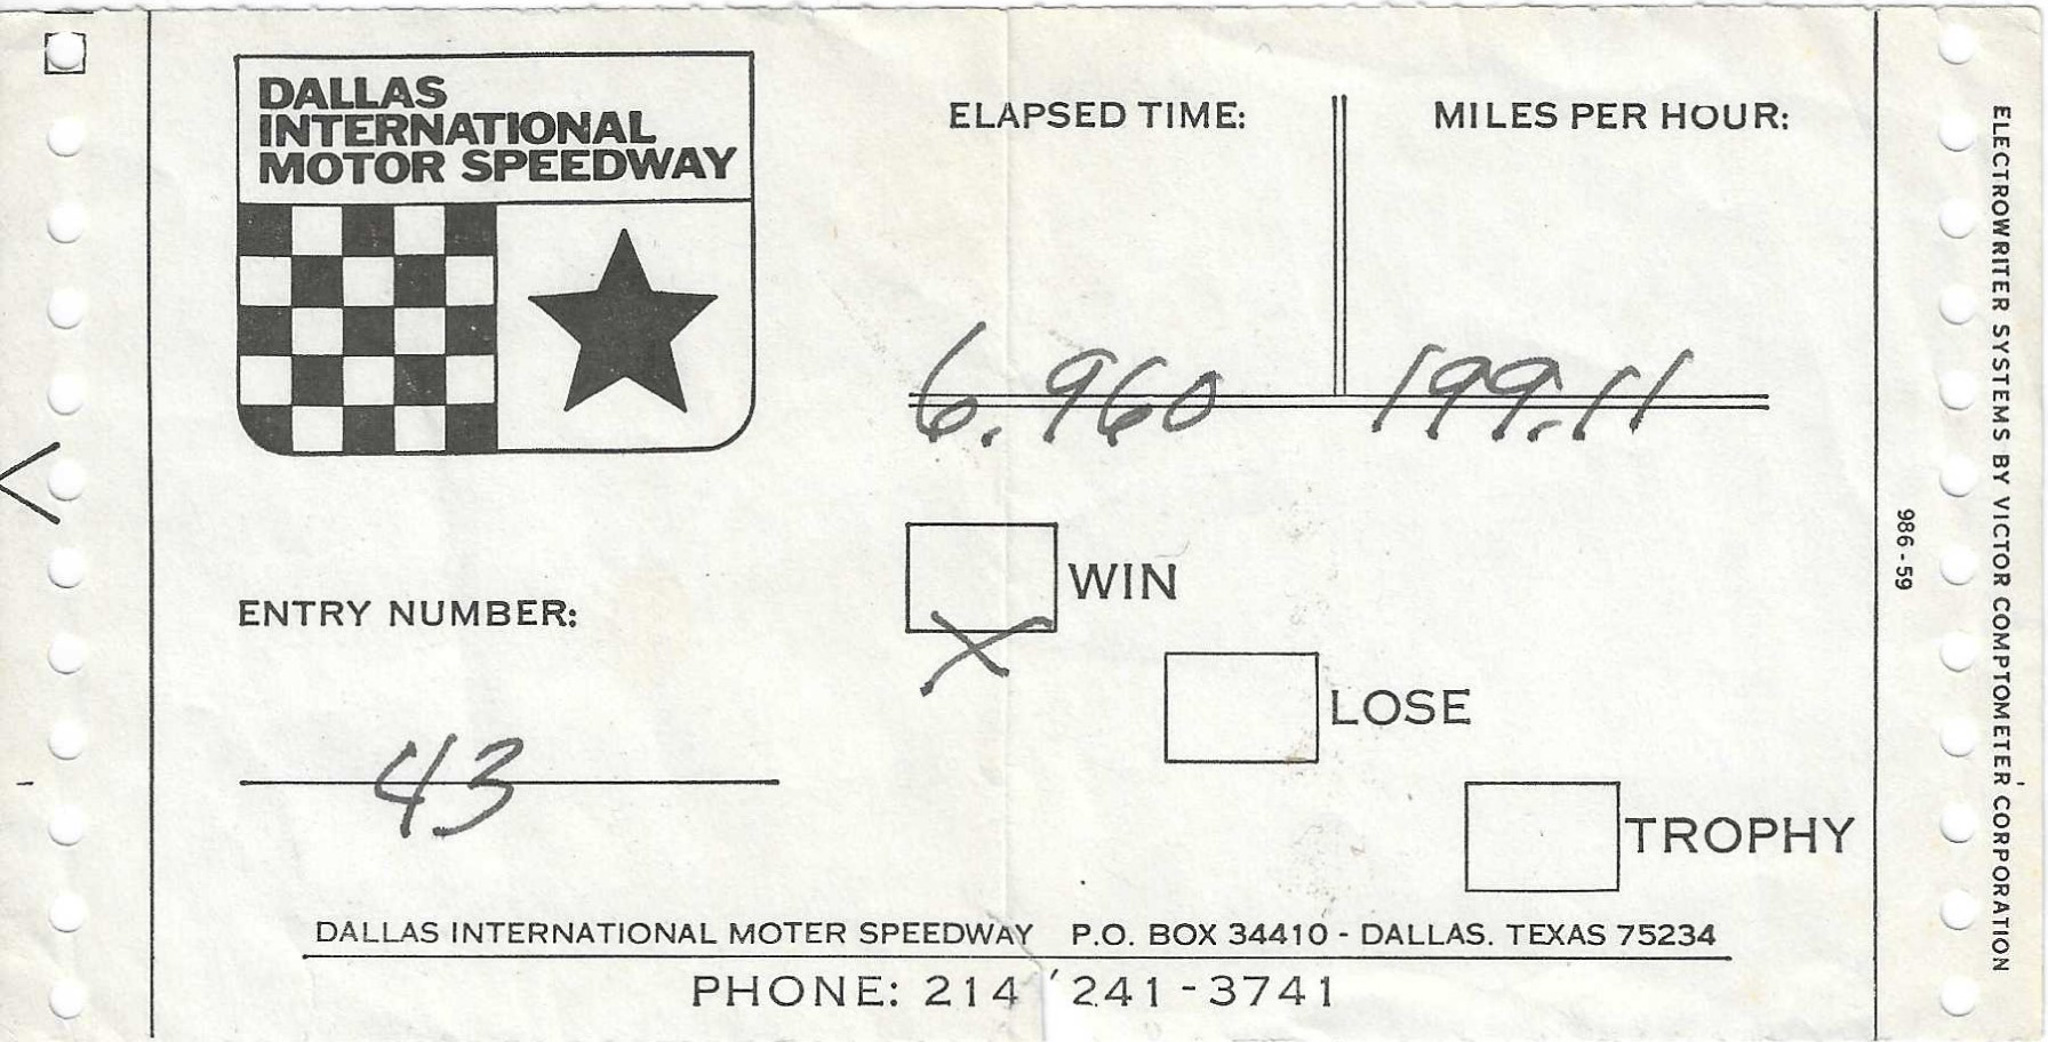 DALLAS
INTERNATIONAL
MOTOR SPEEDWAY
ELAPSED TIME:
MILES PER HOUR:
6.960
199.11
WIN
X
LOSE
TROPHY
ENTRY NUMBER:
43
DALLAS INTERNATIONAL MOTER SPEEDWAY P.O. BOX 34410 - DALLAS. TEXAS 75234
PHONE: 214 ' 241 - 3741
986 - 59
ELECTROWRITER SYSTEMS BY VICTOR COMPTOMETER CORPORATION